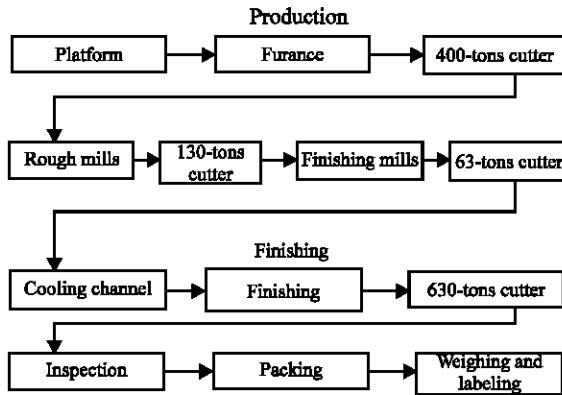 Production
Platform
Furance
400-tons cutter
Rough mills
130-tons
cutter
Finishing mills
63-tons cutter
Finishing
Cooling channel
Finishing
630-tons cutter
Inspection
Packing
Weighing and
labeling